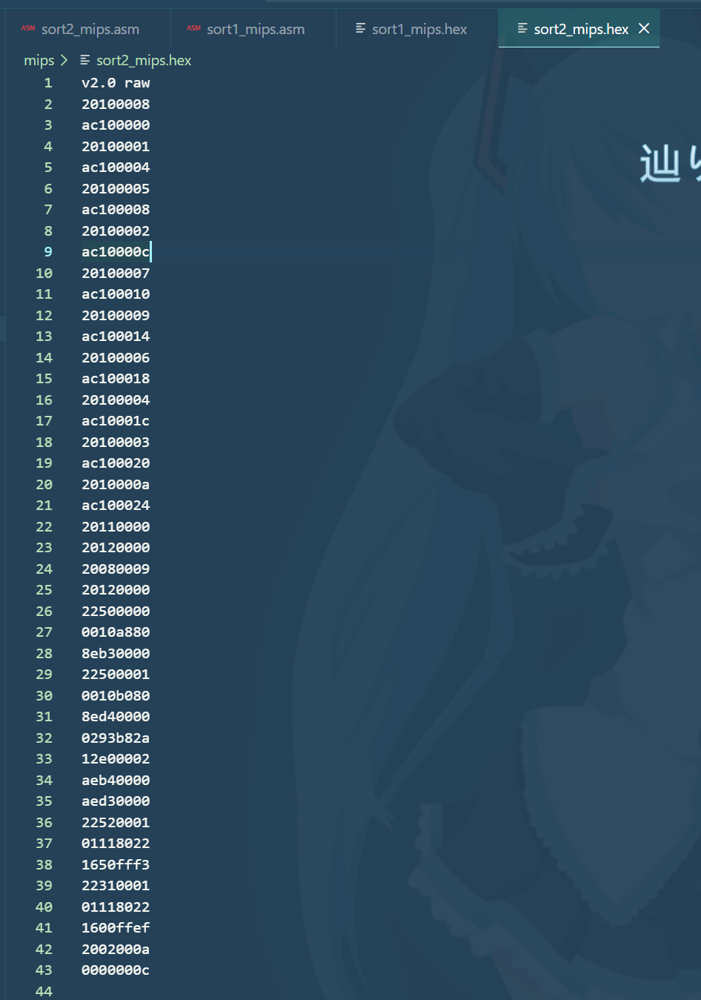 ASM sort2_mips.asm ASM sort1_mips.asm sort1_mips.hex sort2_mips.hex
mips > sort2_mips.hex
1 v2.0 raw
2 20100008
3 ac100000
4 20100001
5 ac100004
辿り
6 20100005
7 ac100008
8 20100002
9 ac10000c
10 20100007
11 ac100010
12 20100009
13 ac100014
14 20100006
15 ac100018
16 20100004
17 ac10001c
18 20100003
19 ac100020
20 2010000a
21 ac100024
22 20110000
23 20120000
24 20080009
25 20120000
26 22500000
27 0010a880
28 8eb30000
29 22500001
30 0010b080
31 8ed40000
32 0293b82a
33 12e00002
34 aeb40000
35 aed30000
36 22520001
37 01118022
38 1650fff3
39 22310001
40 01118022
41 1600ffef
42 2002000a
43 0000000c
44